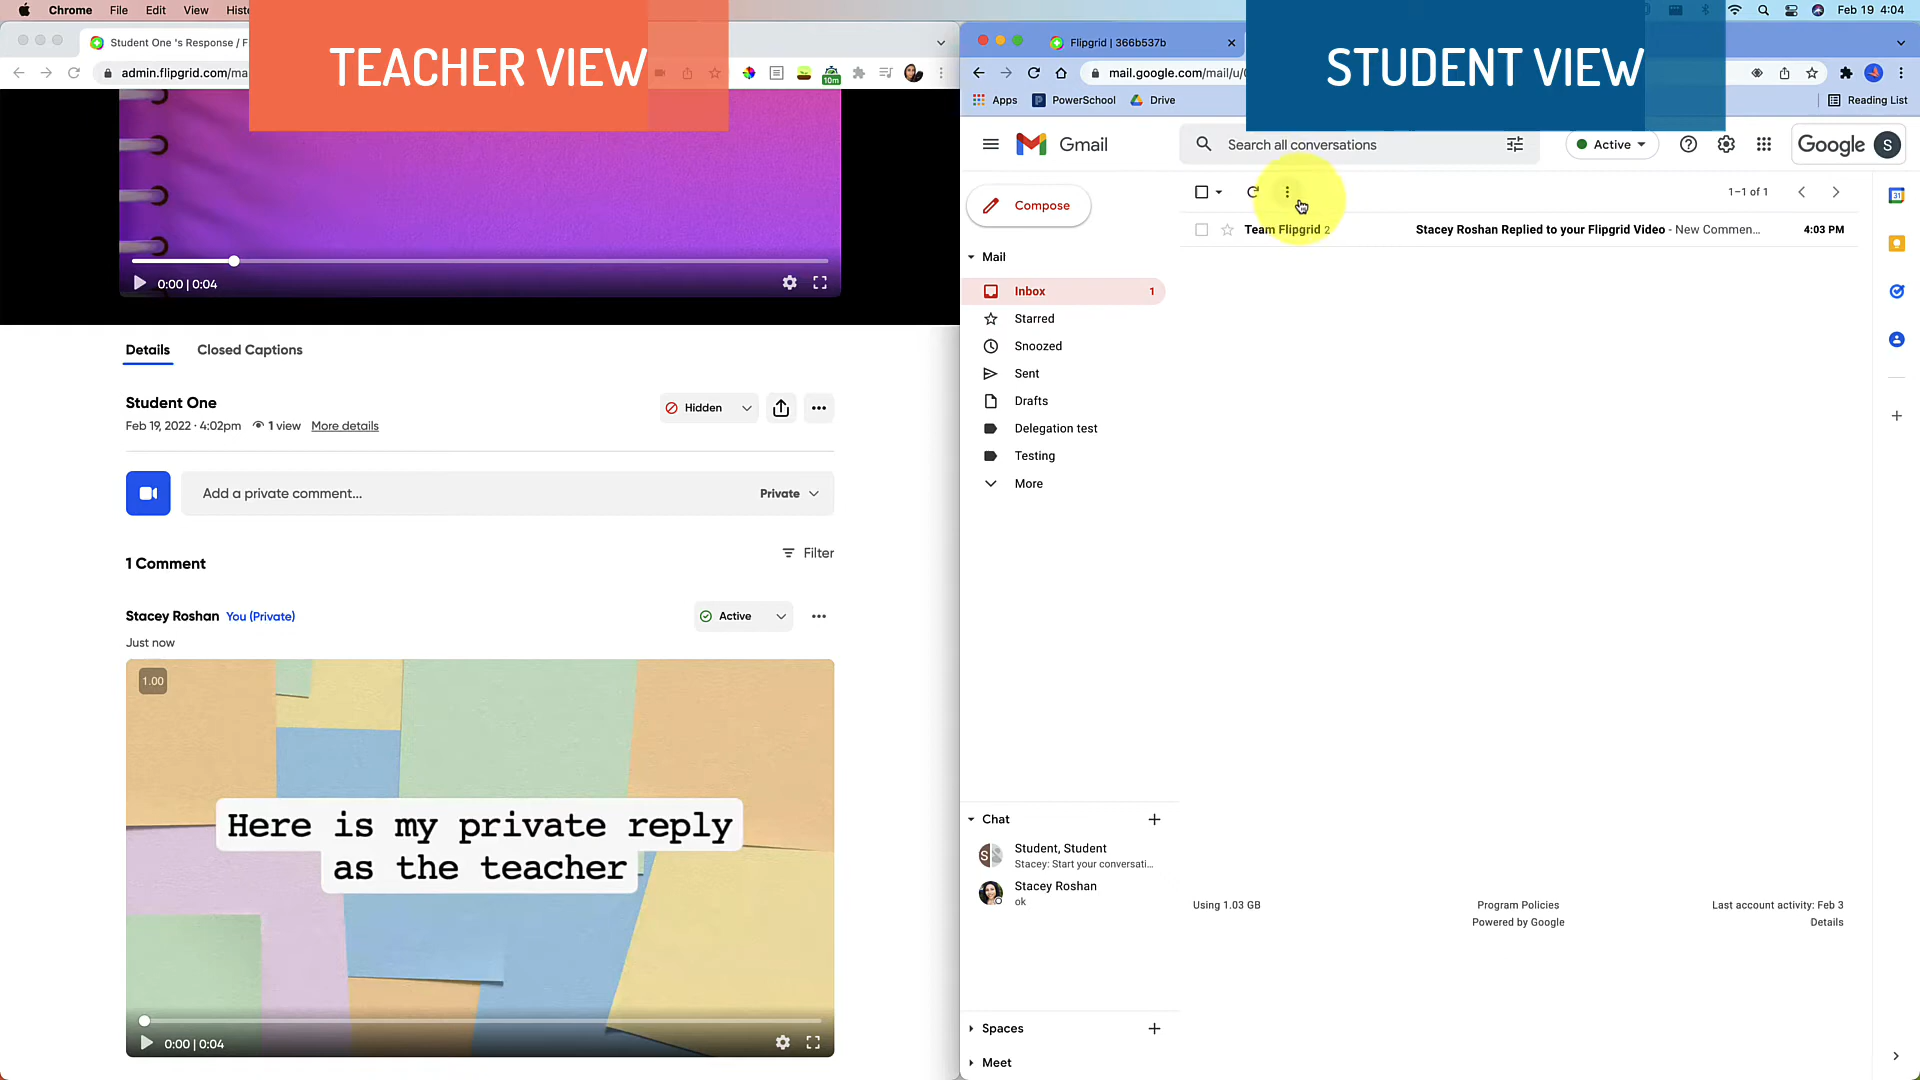 Chrome File Edit View Hist
Feb 19 4:04
TEACHER VIEW
STUDENT VIEW
Student One 's Response / F
admin.flipgrid.com/ma
10m
0:00 | 0:04
Details Closed Captions
Student One
Hidden
Feb 19, 2022 · 4:02pm 1 view More details
Add a private comment...
Private
1 Comment
Filter
Stacey Roshan You (Private)
Active
Just now
1.00
Here is my private reply
as the teacher
0:00 | 0:04
Flipgrid | 366b537b
mail.google.com/mail/u/
Apps PowerSchool Drive
Reading List
Gmail
Search all conversations
Active
Google S
Compose
1–1 of 1
Team Flipgrid 2
Stacey Roshan Replied to your Flipgrid Video - New Commen...
4:03 PM
Mail
Inbox 1
Starred
Snoozed
Sent
Drafts
Delegation test
Testing
More
31
Chat
S
Student, Student
Stacey: Start your conversati...
Stacey Roshan
ok
Using 1.03 GB
Program Policies
Powered by Google
Last account activity: Feb 3
Details
Spaces
Meet